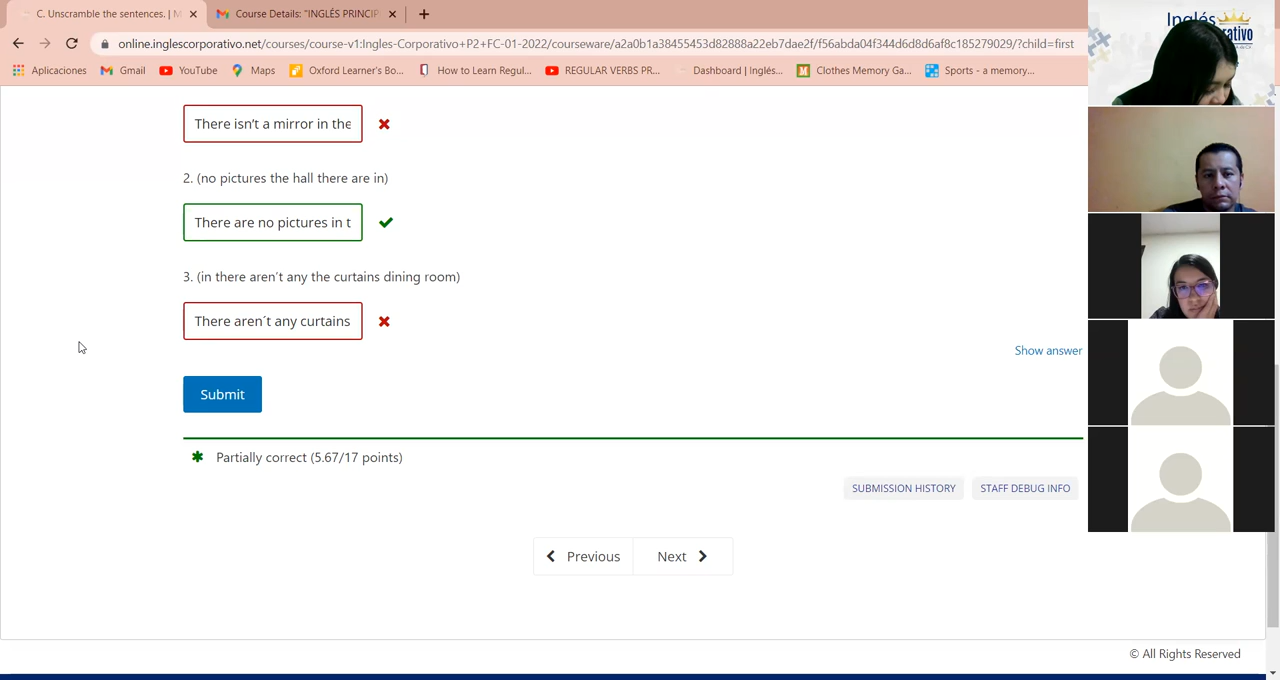 C. Unscramble the sentences. | M
Course Details: "INGLÉS PRINCIP
online.inglescorporativo.net/courses/course-v1:Ingles-Corporativo+P2+FC-01-2022/courseware/a2a0b1a38455453d82888a22eb7dae2f/f56abda04f344d6d8d6af8c185279029/?child=first
Aplicaciones Gmail YouTube Maps Oxford Learner's Bo... How to Learn Regul... REGULAR VERBS PR... Dashboard | Inglés... Clothes Memory Ga... Sports - a memory...
Inglés
There isn't a mirror in the
2. (no pictures the hall there are in)
There are no pictures in t
3. (in there aren´t any the curtains dining room)
There aren´t any curtains
Show answer
Submit
Partially correct (5.67/17 points)
SUBMISSION HISTORY STAFF DEBUG INFO
Previous Next
© All Rights Reserved